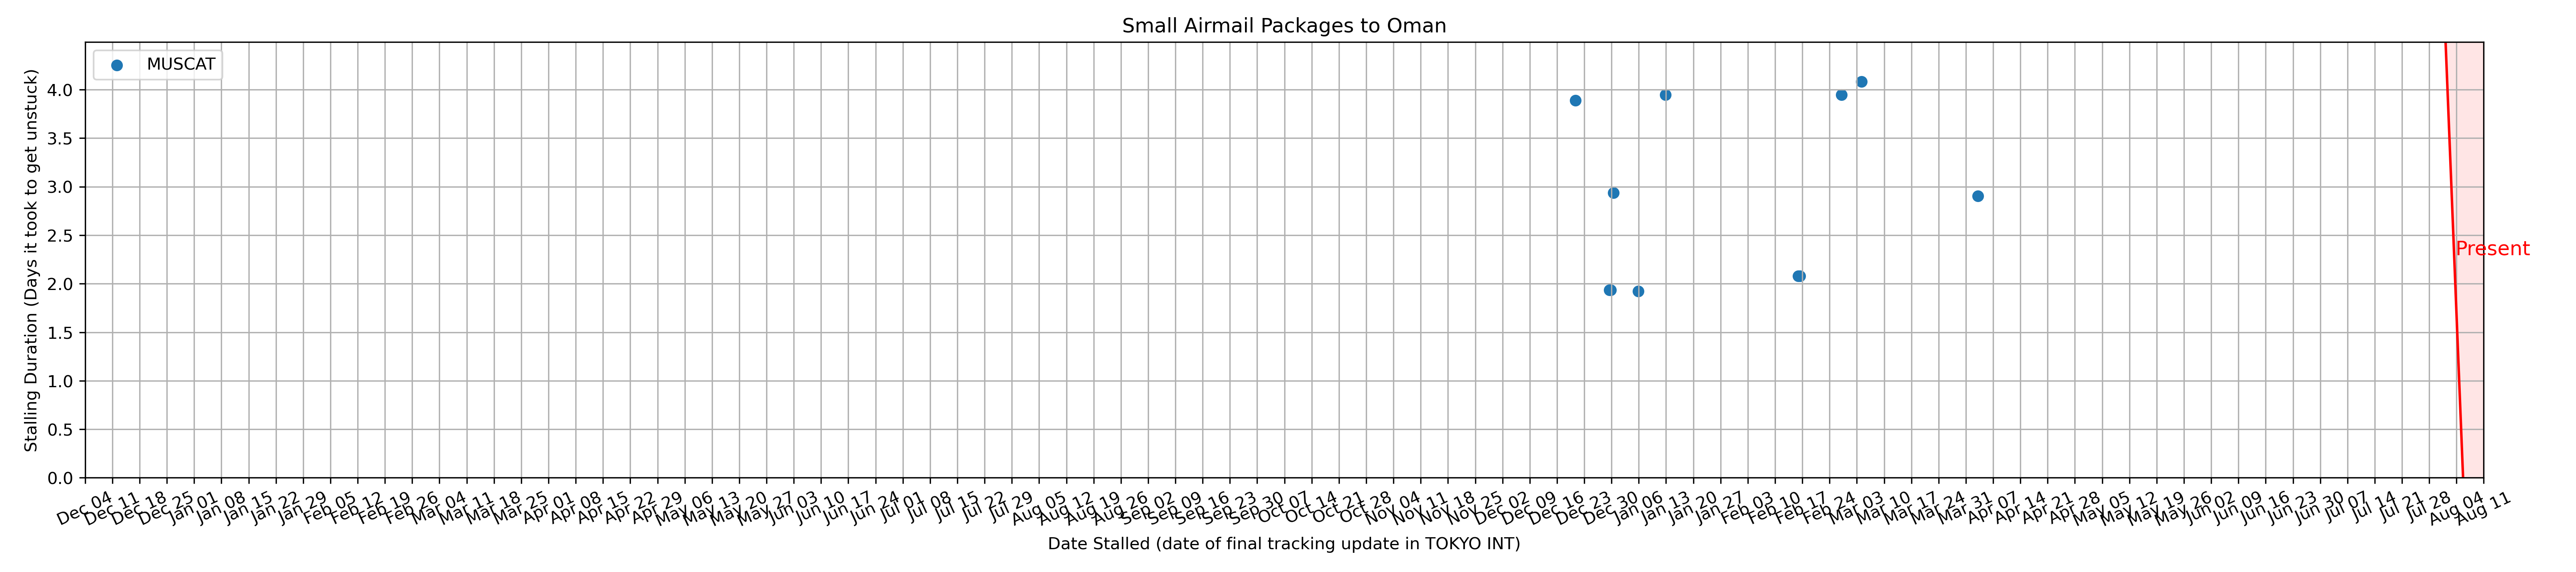 Small Airmail Packages to Oman
MUSCAT
Stalling Duration (Days it took to get unstuck)
4.0
3.5
3.0
2.5
2.0
1.5
1.0
0.5
0.0
Present
Dec 04
Dec 11
Dec 18
Dec 25
Jan 01
Jan 08
Jan 15
Jan 22
Jan 29
Feb 05
Feb 12
Feb 19
Feb 26
Mar 04
Mar 11
Mar 18
Mar 25
Apr 01
Apr 08
Apr 15
Apr 22
Apr 29
May 06
May 13
May 20
May 27
Jun 03
Jun 10
Jun 17
Jun 24
Jul 01
Jul 08
Jul 15
Jul 22
Jul 29
Aug 05
Aug 12
Aug 19
Aug 26
Sep 02
Sep 09
Sep 16
Sep 23
Sep 30
Oct 07
Oct 14
Oct 21
Oct 28
Nov 04
Nov 11
Nov 18
Nov 25
Dec 02
Dec 09
Dec 16
Dec 23
Dec 30
Jan 06
Jan 13
Jan 20
Jan 27
Feb 03
Feb 10
Feb 17
Feb 24
Mar 03
Mar 10
Mar 17
Mar 24
Mar 31
Apr 07
Apr 14
Apr 21
Apr 28
May 05
May 12
May 19
May 26
Jun 02
Jun 09
Jun 16
Jun 23
Jun 30
Jul 07
Jul 14
Jul 21
Jul 28
Aug 04
Aug 11
Date Stalled (date of final tracking update in TOKYO INT)